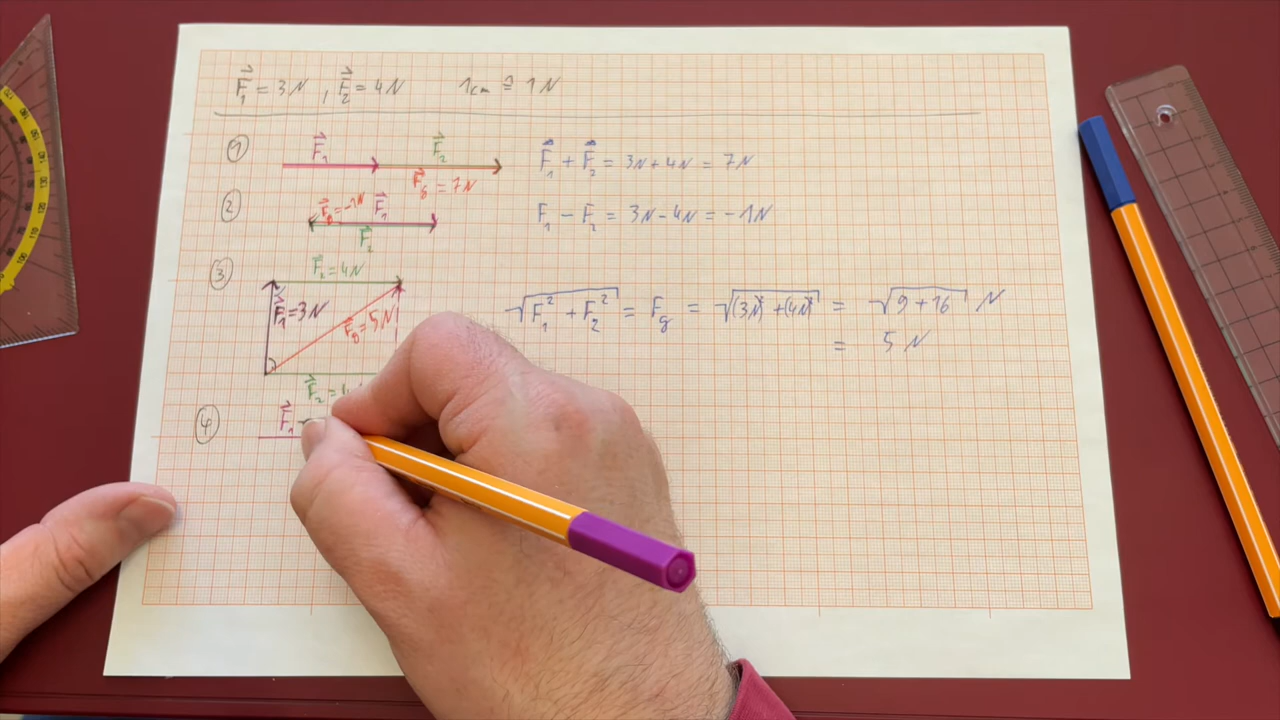 F⃗₁ = 3N , F⃗₂ = 4N 1cm ≙ 1N
① F⃗₁ F⃗₂ F⃗g = 7N F⃗₁ + F⃗₂ = 3N+4N = 7N
② F⃗g = -1N F⃗₁ F⃗₂ F₁ - F₂ = 3N-4N = -1N
③ F⃗₂ = 4N
F⃗₁ = 3N F⃗g = 5N √(F₁² + F₂²) = Fg = √((3N)² + (4N)²) = √(9+16) N
= 5 N
F⃗₂ =
④ F⃗₁